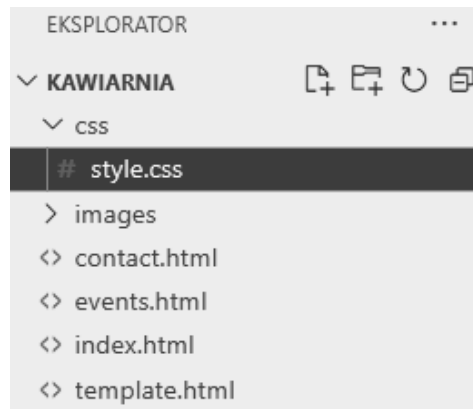 EKSPLORATOR ...
KAWIARNIA
css
# style.css
images
<> contact.html
<> events.html
<> index.html
<> template.html